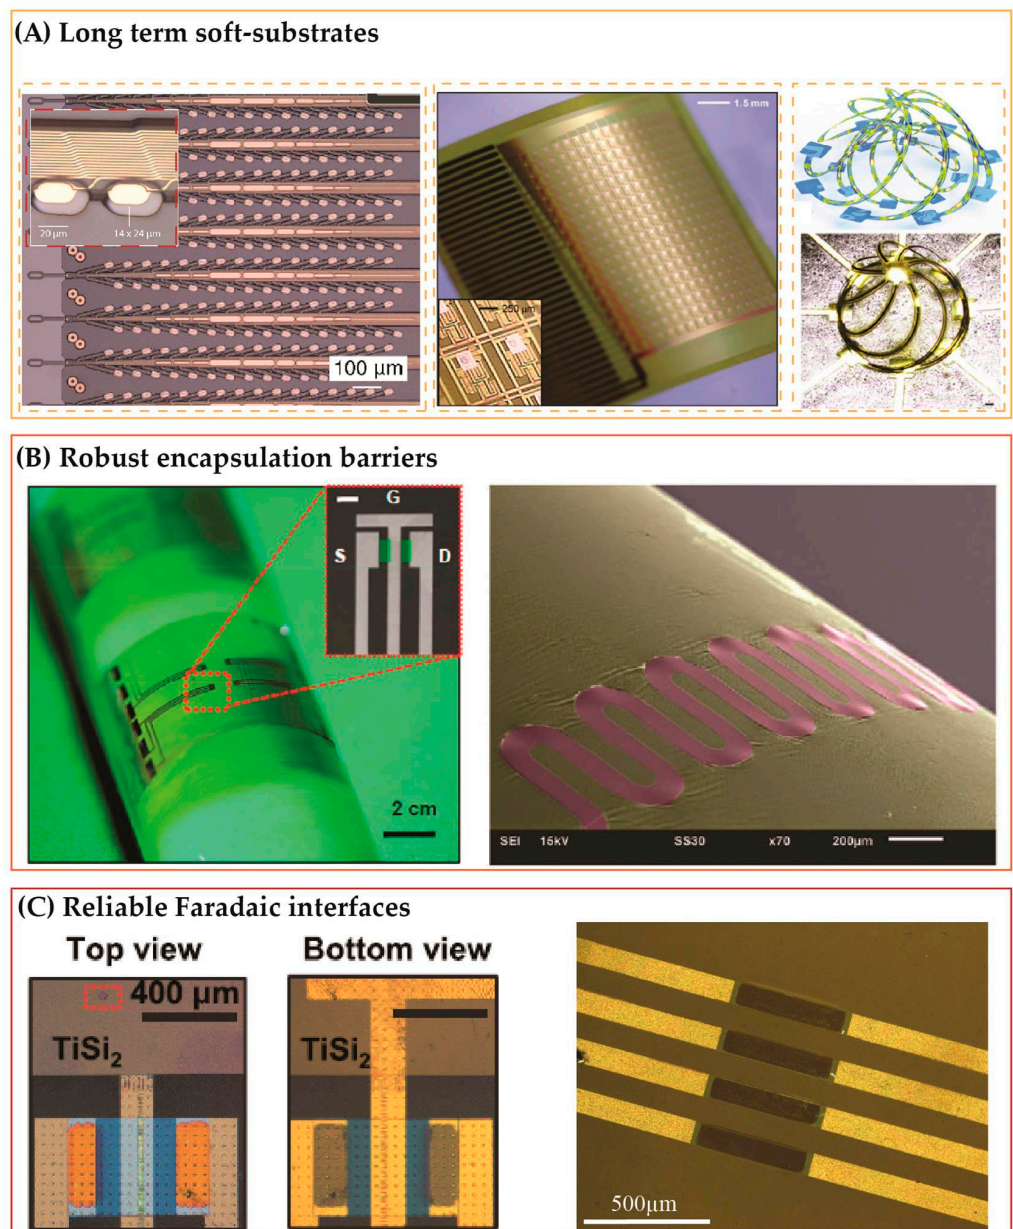 (A) Long term soft-substrates
20 µm
14 x 24 µm
100 µm
1.5 mm
250 µm
(B) Robust encapsulation barriers
G
S
D
2 cm
SEI 15kV SS30 x70 200µm
(C) Reliable Faradaic interfaces
Top view
Bottom view
400 µm
TiSi2
TiSi2
500µm